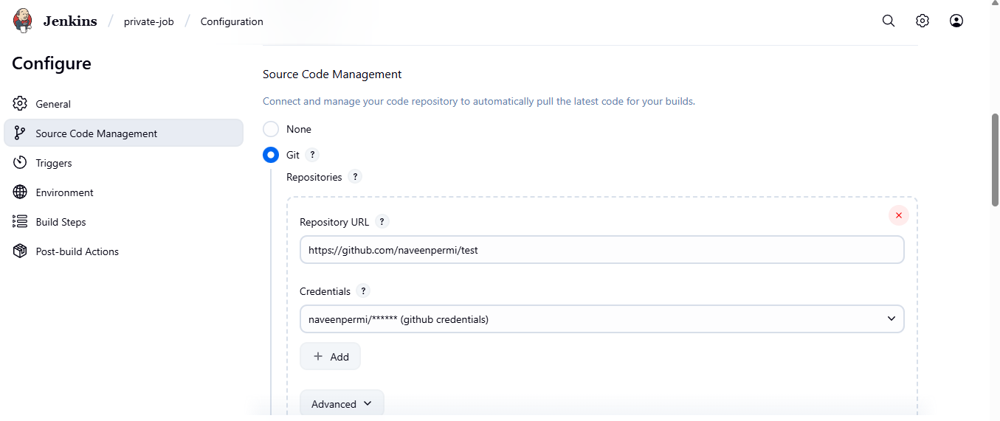 Jenkins / private-job / Configuration
Configure
General
Source Code Management
Triggers
Environment
Build Steps
Post-build Actions
Source Code Management
Connect and manage your code repository to automatically pull the latest code for your builds.
None
Git ?
Repositories ?
Repository URL ?
https://github.com/naveenpermi/test
Credentials ?
naveenpermi/****** (github credentials)
+ Add
Advanced